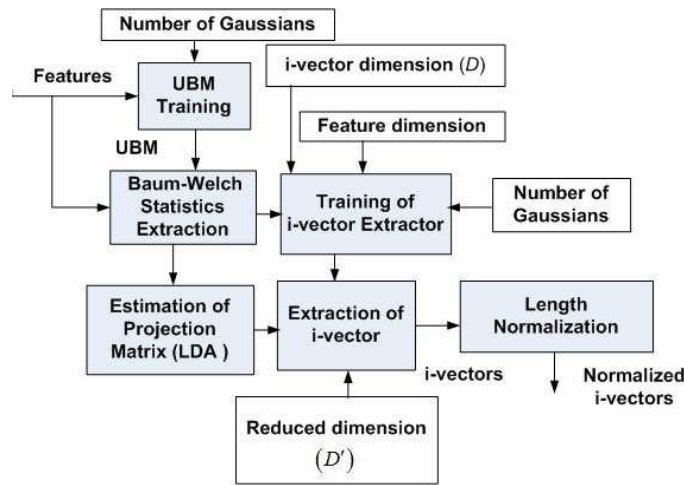 Number of Gaussians
i-vector dimension (D)
Features
UBM
Training
Feature dimension
UBM
Baum-Welch
Statistics
Extraction
Training of
i-vector Extractor
Number of
Gaussians
Estimation of
Projection
Matrix (LDA )
Extraction of
i-vector
Length
Normalization
i-vectors
Normalized
i-vectors
Reduced dimension
(D′)